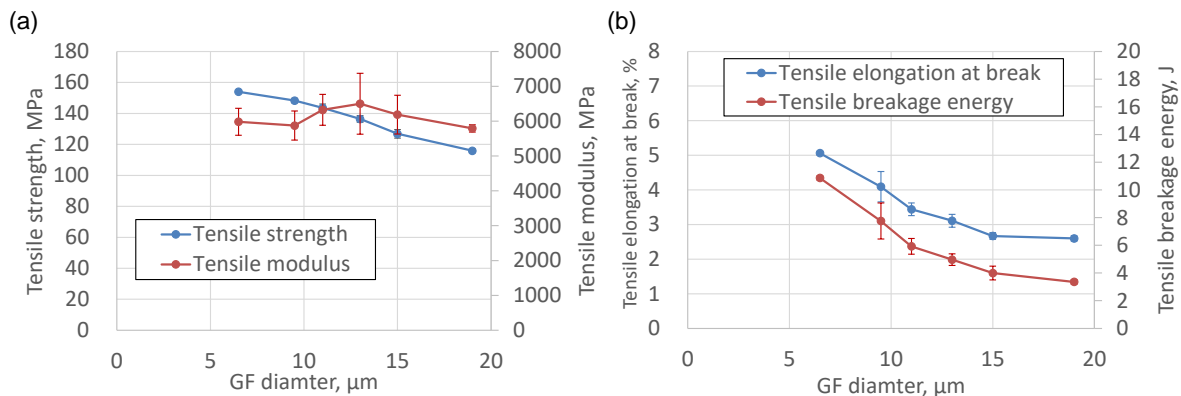 (a)
Tensile strength, MPa
180
160
140
120
100
80
60
40
20
0
Tensile strength
Tensile modulus
8000
7000
6000
5000
4000
3000
2000
1000
0
Tensile modulus, MPa
0 5 10 15 20
GF diamter, μm
(b)
Tensile elongation at break, %
8
7
6
5
4
3
2
1
0
Tensile elongation at break
Tensile breakage energy
20
18
16
14
12
10
8
6
4
2
0
Tensile breakage energy, J
0 5 10 15 20
GF diamter, μm